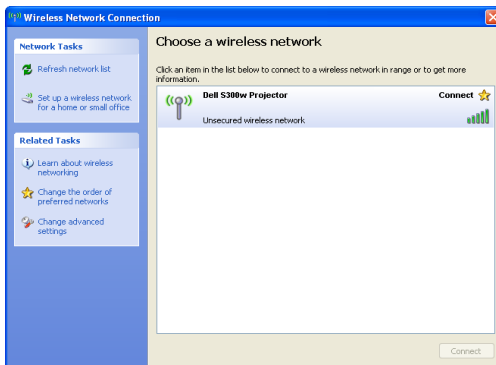 Wireless Network Connection
Network Tasks
Refresh network list
Set up a wireless network
for a home or small office
Related Tasks
Learn about wireless
networking
Change the order of
preferred networks
Change advanced
settings
Choose a wireless network
Click an item in the list below to connect to a wireless network in range or to get more
information.
Dell S300w Projector
Connect
Unsecured wireless network
Connect